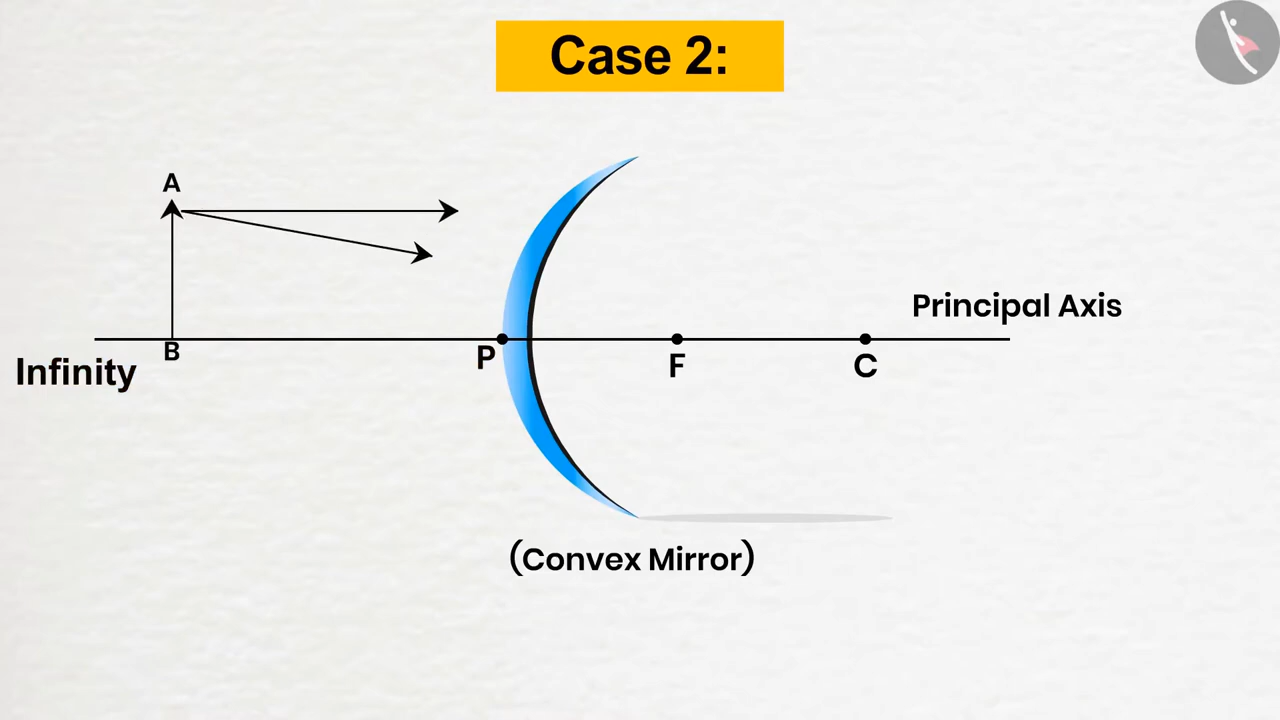 Case 2:
A
Principal Axis
B
P
F
C
Infinity
(Convex Mirror)